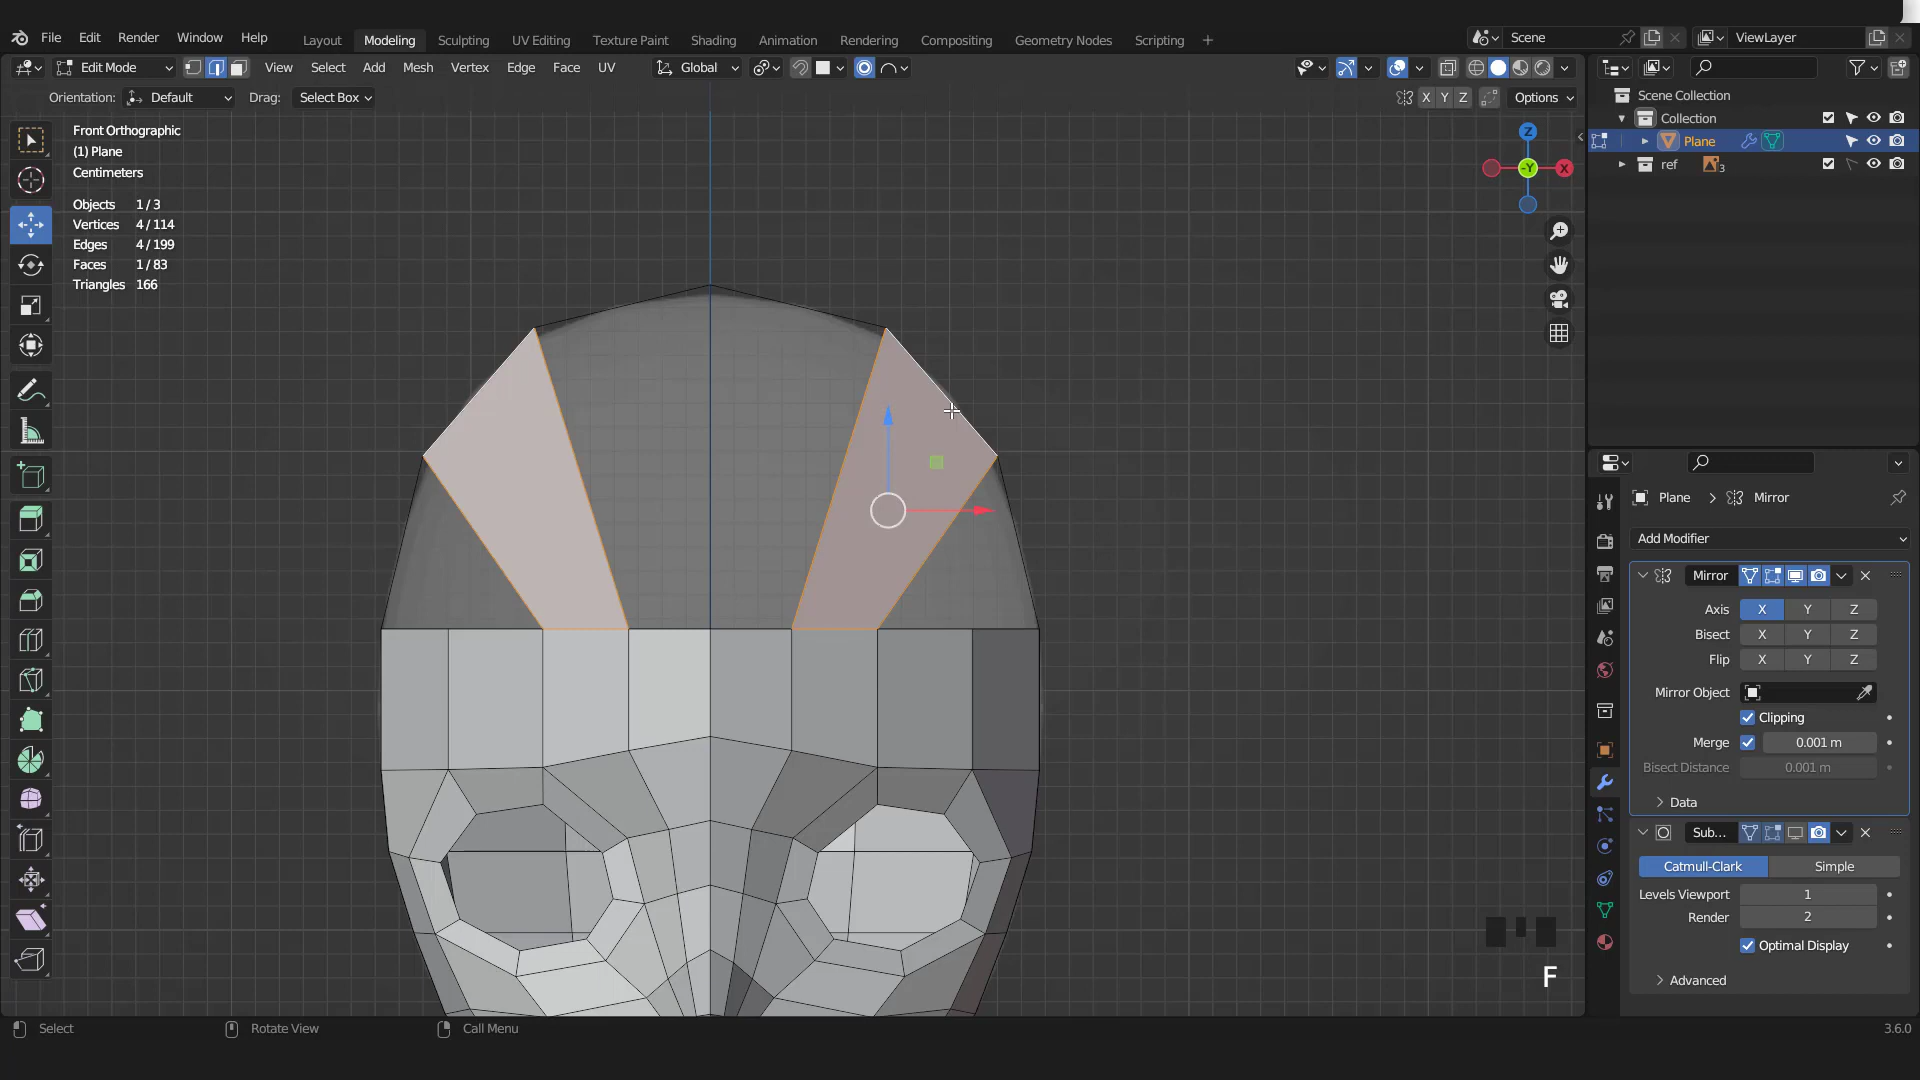 File Edit Render Window Help Layout Modeling Sculpting UV Editing Texture Paint Shading Animation Rendering Compositing Geometry Nodes Scripting + Scene ViewLayer
Edit Mode View Select Add Mesh Vertex Edge Face UV Global
Orientation: Default Drag: Select Box X Y Z Options
Scene Collection
Collection
Plane
ref 3
Front Orthographic
(1) Plane
Centimeters
Objects 1 / 3
Vertices 4 / 114
Edges 4 / 199
Faces 1 / 83
Triangles 166
Z
-Y X
Plane > Mirror
Add Modifier
Mirror
Axis X Y Z
Bisect X Y Z
Flip X Y Z
Mirror Object
Clipping
Merge 0.001 m
Bisect Distance 0.001 m
Data
Sub...
Catmull-Clark Simple
Levels Viewport 1
Render 2
Optimal Display
Advanced
F
Select Rotate View Call Menu 3.6.0